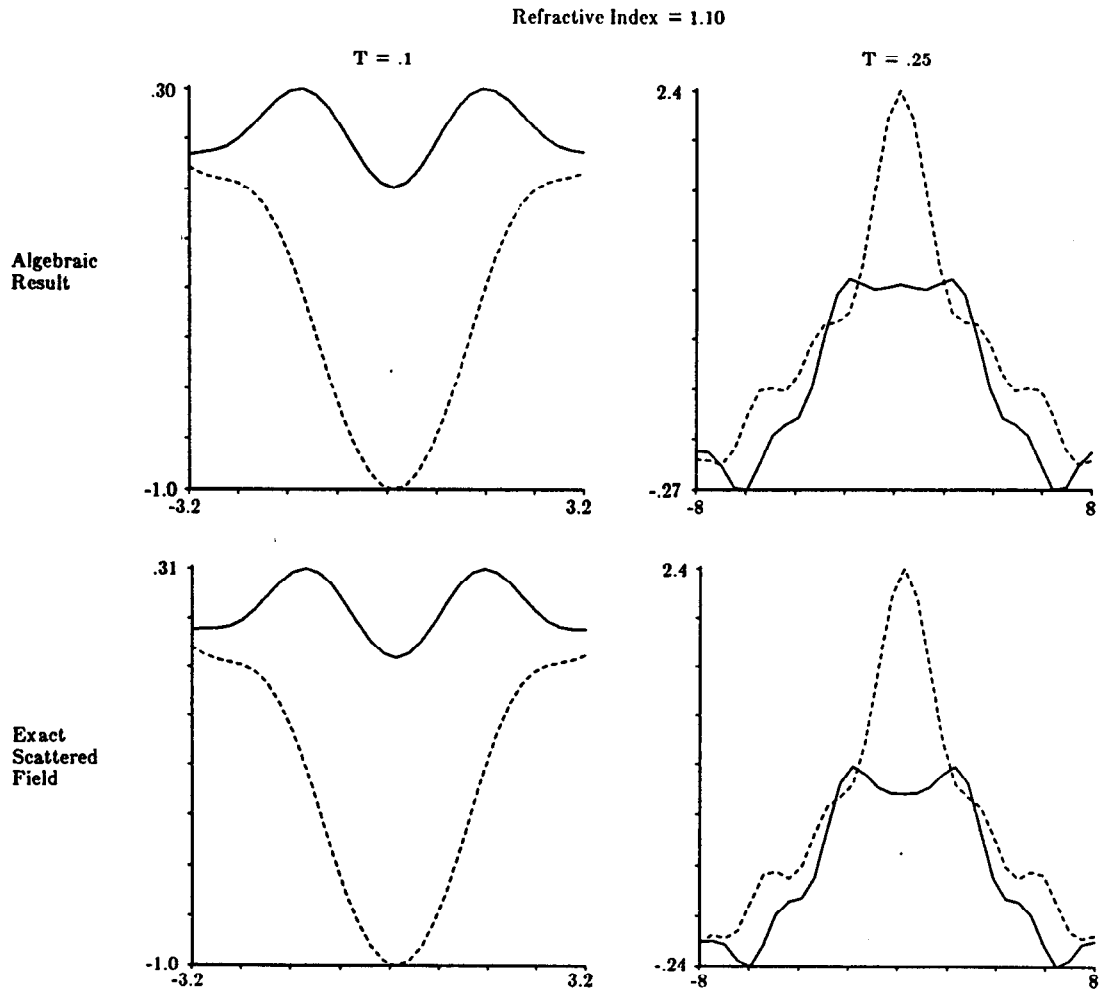 Refractive Index = 1.10
T = .1
T = .25
.30
2.4
Algebraic
Result
-1.0
-.27
-3.2
3.2
-8
8
.31
2.4
Exact
Scattered
Field
-1.0
-.24
-3.2
3.2
-8
8